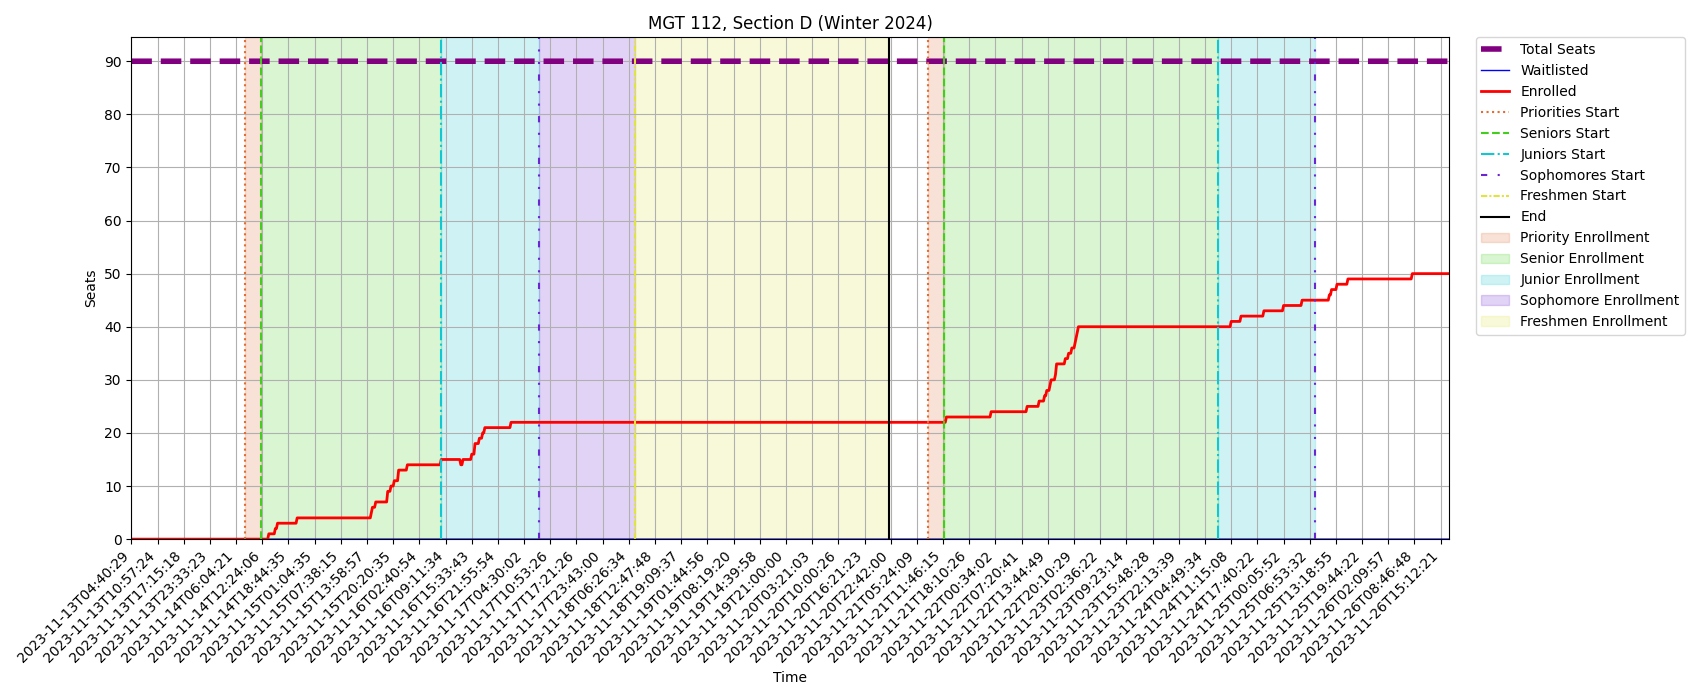 MGT 112, Section D (Winter 2024)
Seats
90
80
70
60
50
40
30
20
10
0
2023-11-13T04:40:29
2023-11-13T10:57:24
2023-11-13T17:15:18
2023-11-13T23:33:23
2023-11-14T06:04:21
2023-11-14T12:24:06
2023-11-14T18:44:35
2023-11-15T01:04:35
2023-11-15T07:38:15
2023-11-15T13:58:57
2023-11-15T20:20:35
2023-11-16T02:40:54
2023-11-16T09:11:34
2023-11-16T15:33:43
2023-11-16T21:55:54
2023-11-17T04:30:02
2023-11-17T10:53:26
2023-11-17T17:21:26
2023-11-17T23:43:00
2023-11-18T06:26:34
2023-11-18T12:47:48
2023-11-18T19:09:37
2023-11-19T01:44:56
2023-11-19T08:19:20
2023-11-19T14:39:58
2023-11-19T21:00:00
2023-11-20T03:21:03
2023-11-20T10:00:26
2023-11-20T16:21:23
2023-11-20T22:42:00
2023-11-21T05:24:09
2023-11-21T11:46:15
2023-11-21T18:10:26
2023-11-22T00:34:02
2023-11-22T07:20:41
2023-11-22T13:44:49
2023-11-22T20:10:29
2023-11-23T02:36:22
2023-11-23T09:23:14
2023-11-23T15:48:28
2023-11-23T22:13:39
2023-11-24T04:49:34
2023-11-24T11:15:08
2023-11-24T17:40:22
2023-11-25T00:05:52
2023-11-25T06:53:32
2023-11-25T13:18:55
2023-11-25T19:44:22
2023-11-26T02:09:57
2023-11-26T08:46:48
2023-11-26T15:12:21
Time
Total Seats
Waitlisted
Enrolled
Priorities Start
Seniors Start
Juniors Start
Sophomores Start
Freshmen Start
End
Priority Enrollment
Senior Enrollment
Junior Enrollment
Sophomore Enrollment
Freshmen Enrollment